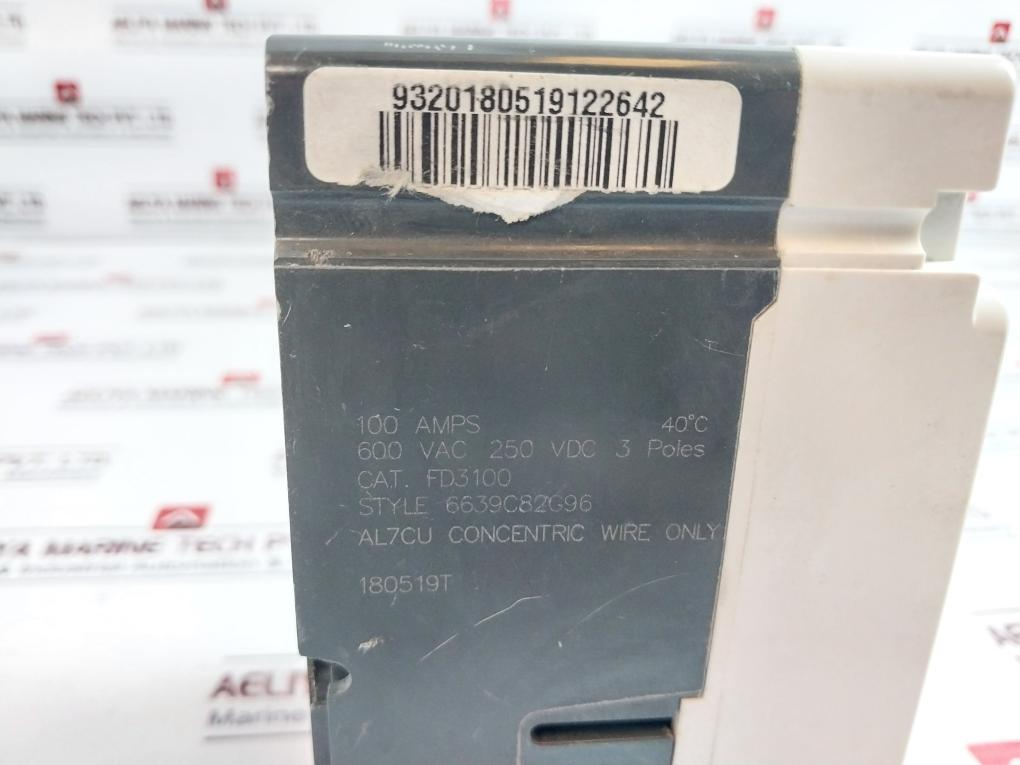 9320180519122642
100 AMPS 40°C
600 VAC 250 VDC 3 Poles
CAT. FD3100
STYLE 6639C82G96
AL7CU CONCENTRIC WIRE ONLY
180519T